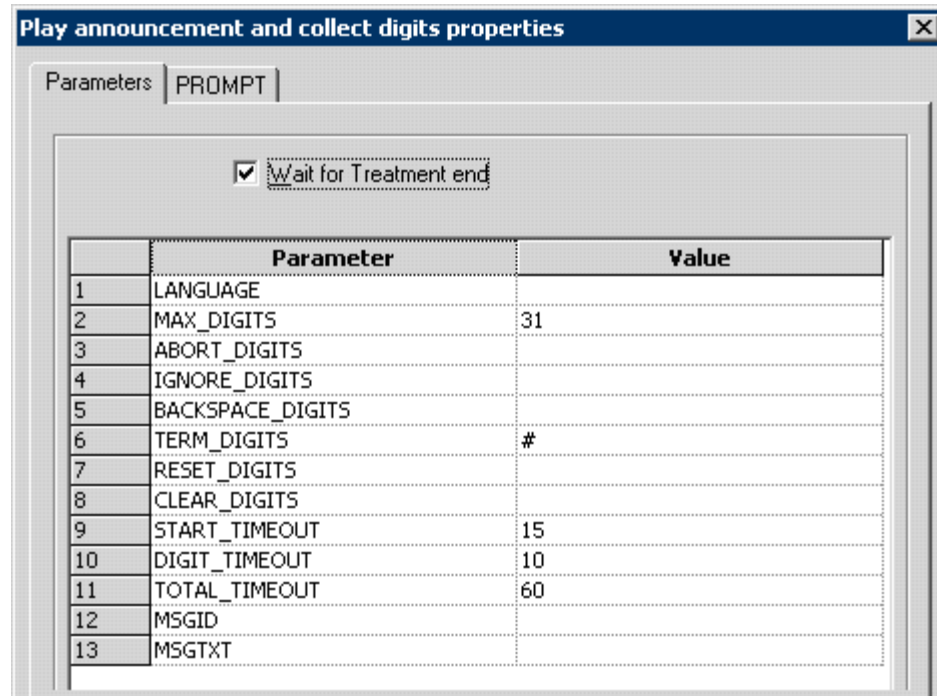 Play announcement and collect digits properties
Parameters PROMPT
Wait for Treatment end
Parameter Value
1 LANGUAGE
2 MAX_DIGITS 31
3 ABORT_DIGITS
4 IGNORE_DIGITS
5 BACKSPACE_DIGITS
6 TERM_DIGITS #
7 RESET_DIGITS
8 CLEAR_DIGITS
9 START_TIMEOUT 15
10 DIGIT_TIMEOUT 10
11 TOTAL_TIMEOUT 60
12 MSGID
13 MSGTXT